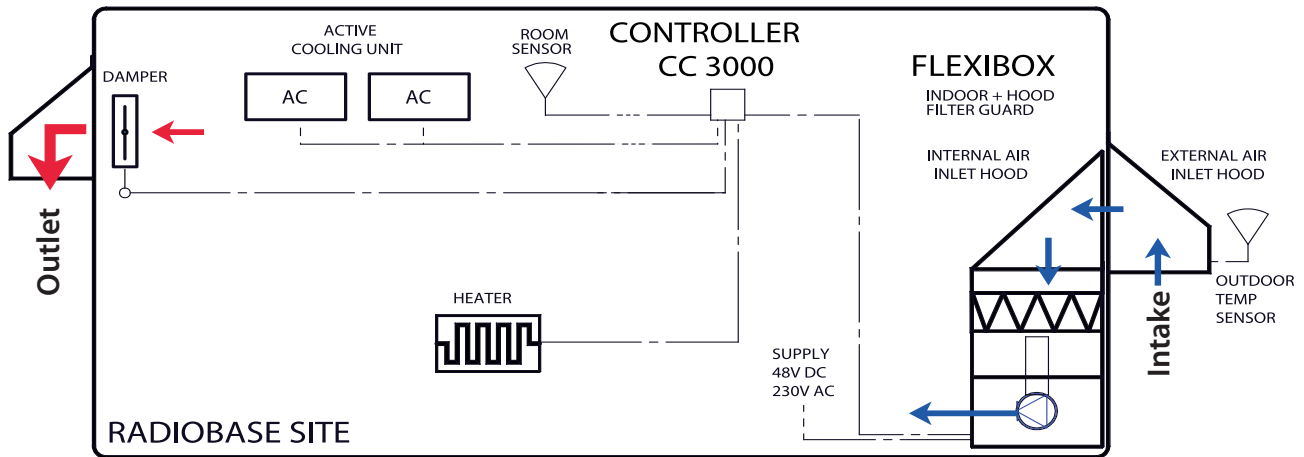 ACTIVE
COOLING UNIT
ROOM
SENSOR
CONTROLLER
CC 3000
FLEXIBOX
INDOOR + HOOD
FILTER GUARD
DAMPER
AC
AC
INTERNAL AIR
INLET HOOD
EXTERNAL AIR
INLET HOOD
Outlet
Intake
OUTDOOR
TEMP
SENSOR
HEATER
SUPPLY
48V DC
230V AC
RADIOBASE SITE